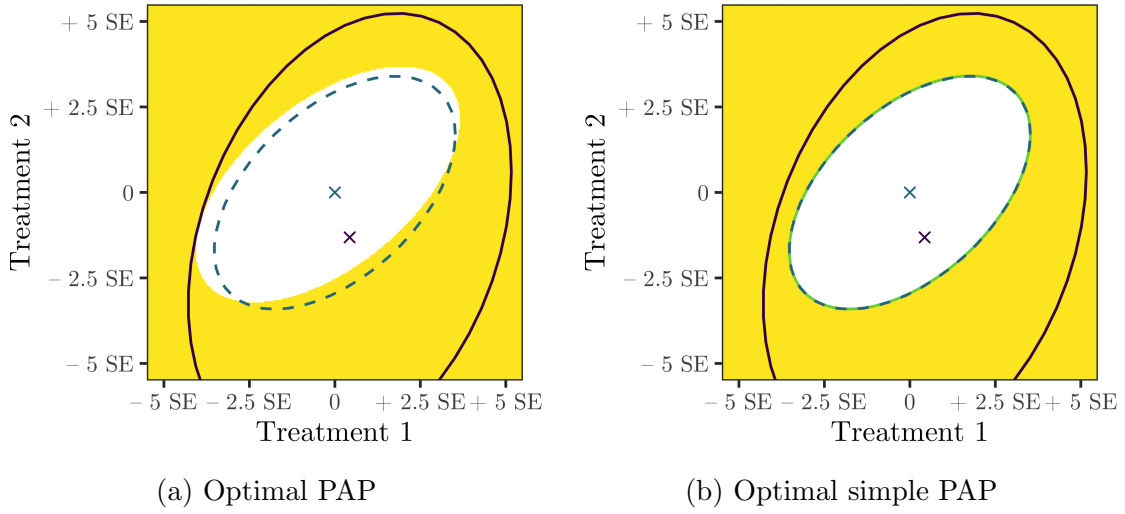 + 5 SE
+ 2.5 SE
0
− 2.5 SE
− 5 SE
Treatment 2
− 5 SE − 2.5 SE 0 + 2.5 SE + 5 SE
Treatment 1
(a) Optimal PAP
+ 5 SE
+ 2.5 SE
0
− 2.5 SE
− 5 SE
Treatment 2
− 5 SE − 2.5 SE 0 + 2.5 SE + 5 SE
Treatment 1
(b) Optimal simple PAP